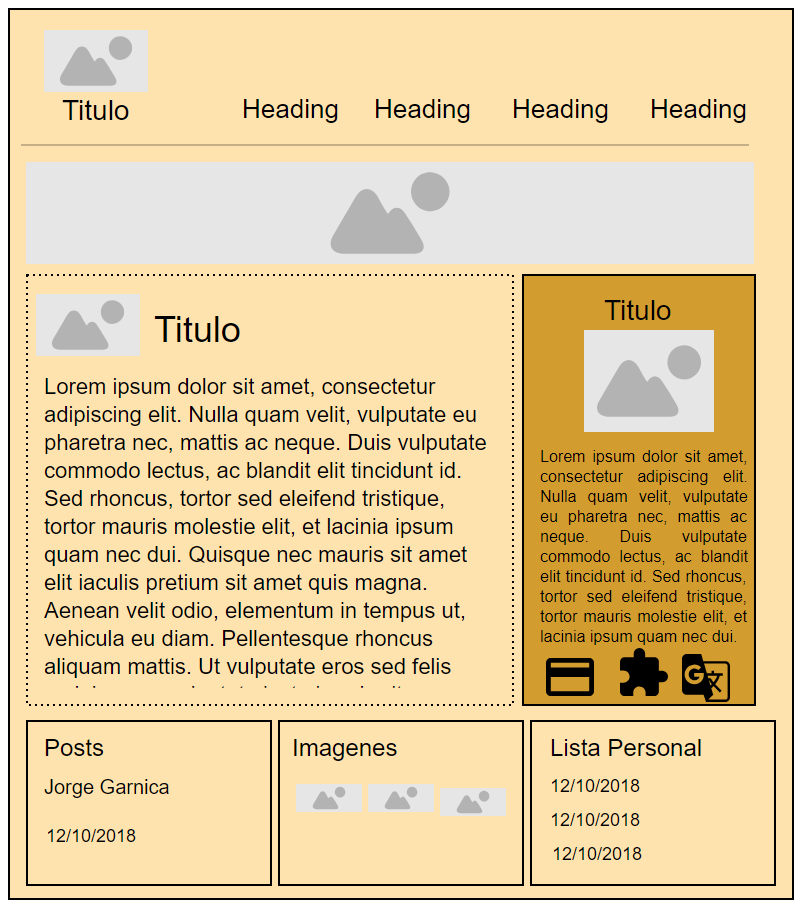 Titulo
Heading Heading Heading Heading
Titulo
Lorem ipsum dolor sit amet, consectetur
adipiscing elit. Nulla quam velit, vulputate eu
pharetra nec, mattis ac neque. Duis vulputate
commodo lectus, ac blandit elit tincidunt id.
Sed rhoncus, tortor sed eleifend tristique,
tortor mauris molestie elit, et lacinia ipsum
quam nec dui. Quisque nec mauris sit amet
elit iaculis pretium sit amet quis magna.
Aenean velit odio, elementum in tempus ut,
vehicula eu diam. Pellentesque rhoncus
aliquam mattis. Ut vulputate eros sed felis
Titulo
Lorem ipsum dolor sit amet,
consectetur adipiscing elit.
Nulla quam velit, vulputate
eu pharetra nec, mattis ac
neque. Duis vulputate
commodo lectus, ac blandit
elit tincidunt id. Sed rhoncus,
tortor sed eleifend tristique,
tortor mauris molestie elit, et
lacinia ipsum quam nec dui.
G 文
Posts
Jorge Garnica
12/10/2018
Imagenes
Lista Personal
12/10/2018
12/10/2018
12/10/2018